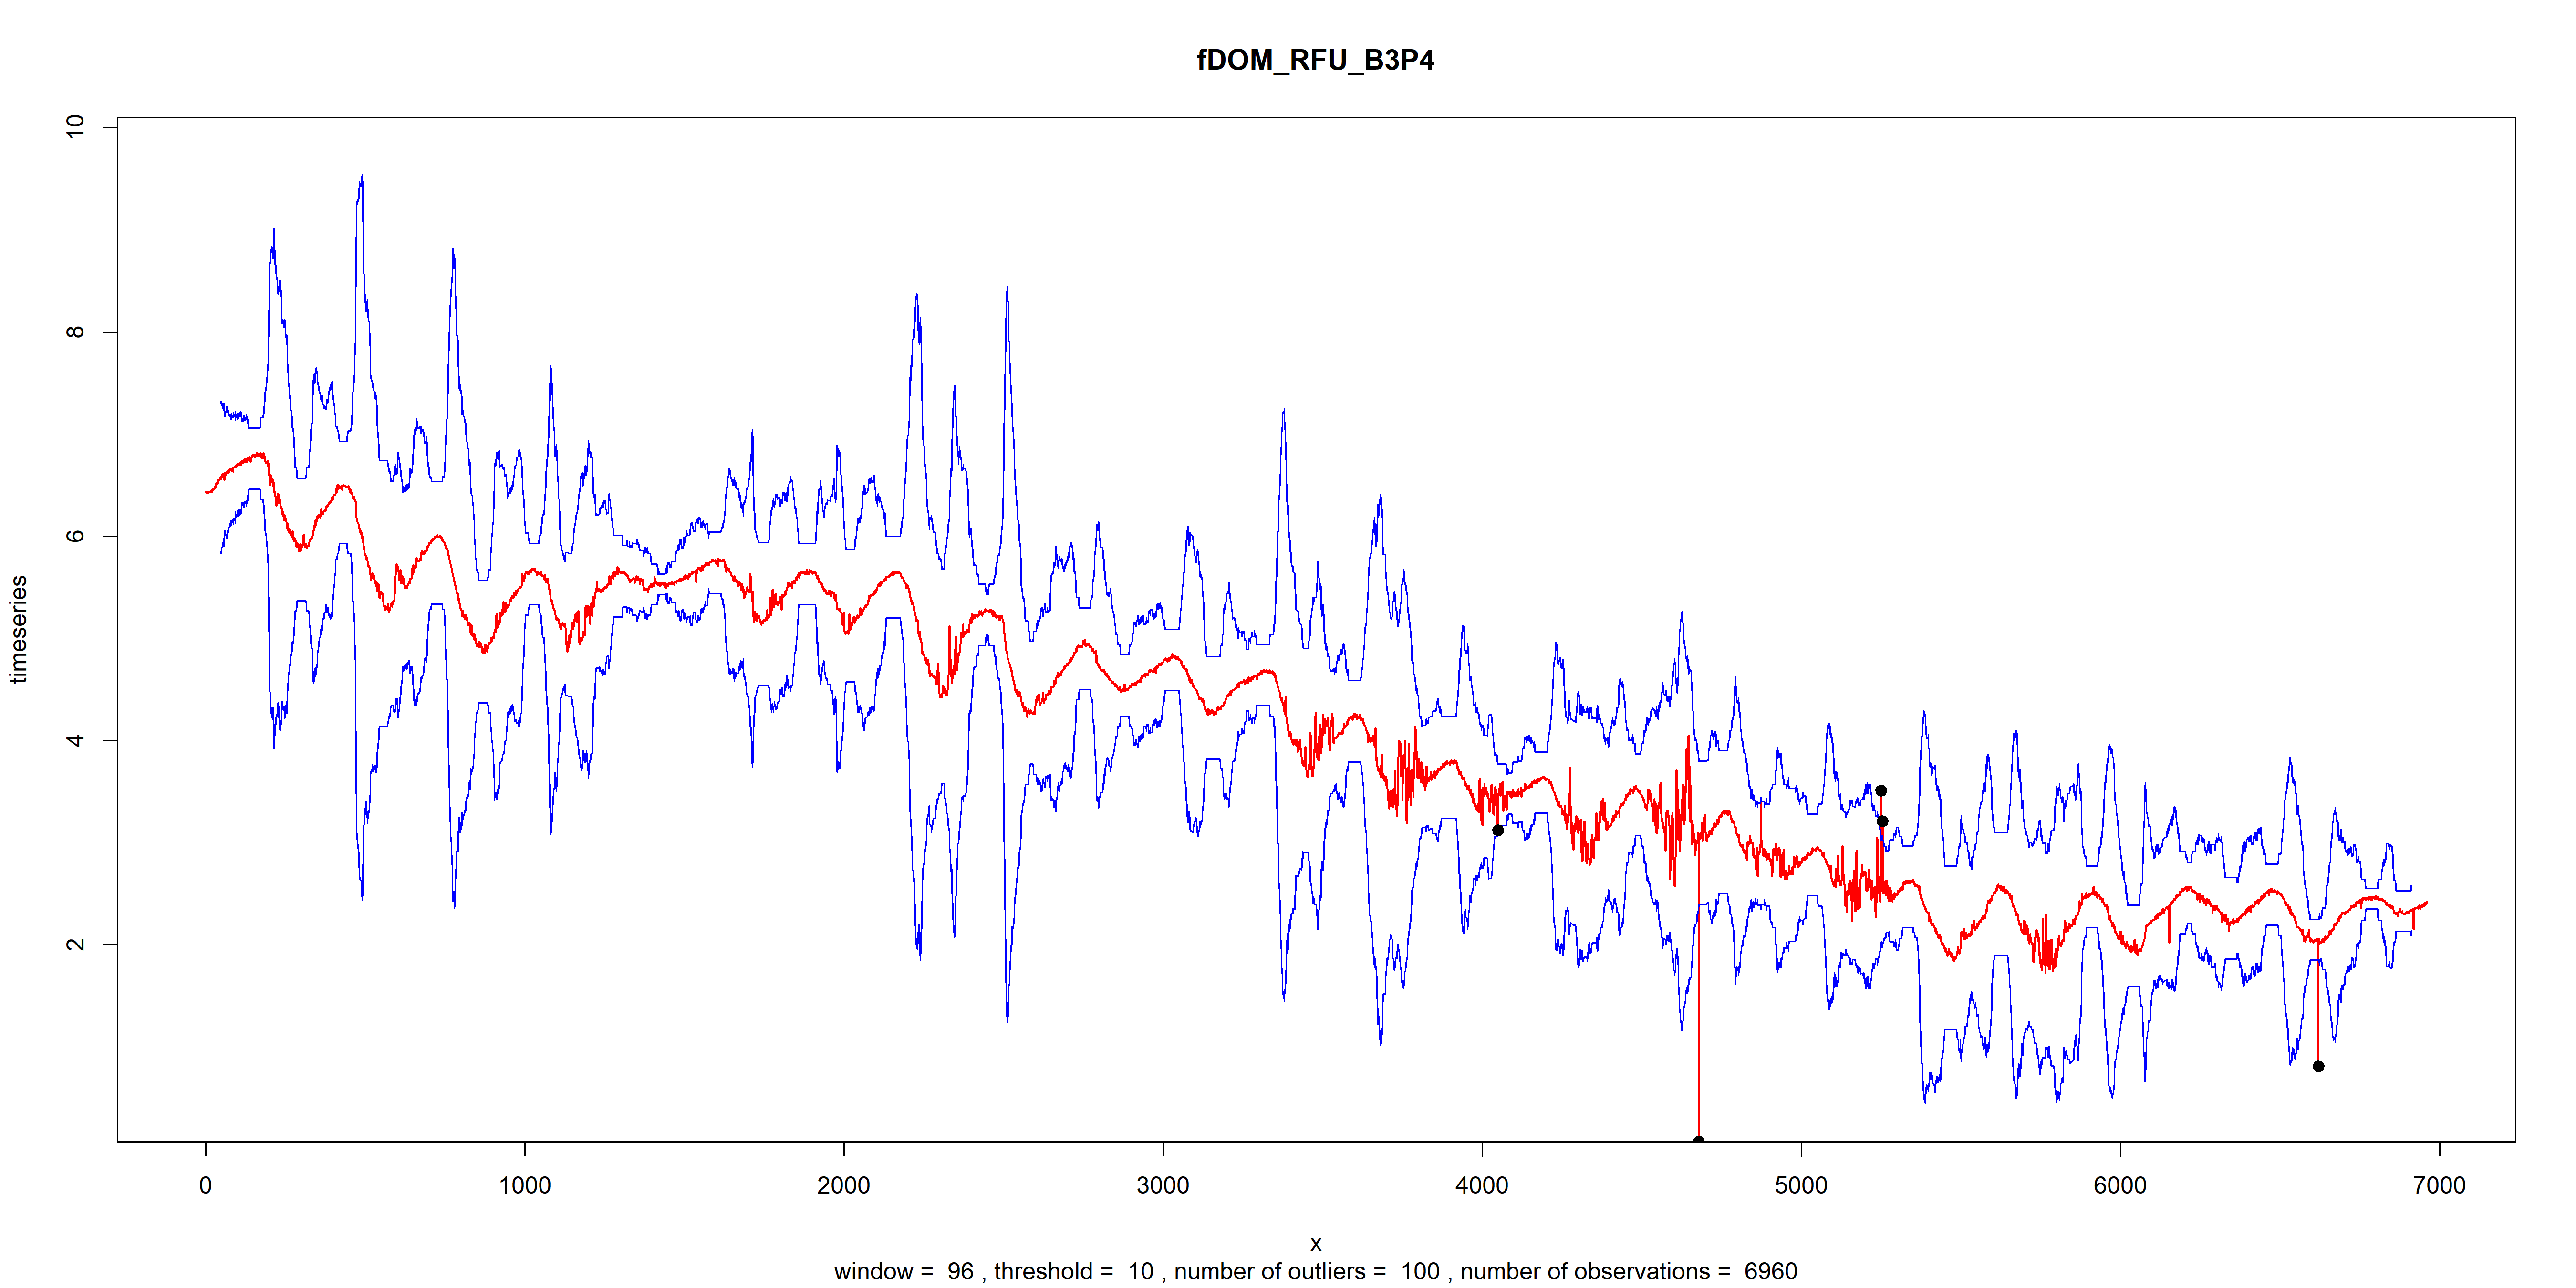 fDOM_RFU_B3P4
timeseries
10
8
6
4
2
0 1000 2000 3000 4000 5000 6000 7000
x
window =  96 , threshold =  10 , number of outliers =  100 , number of observations =  6960